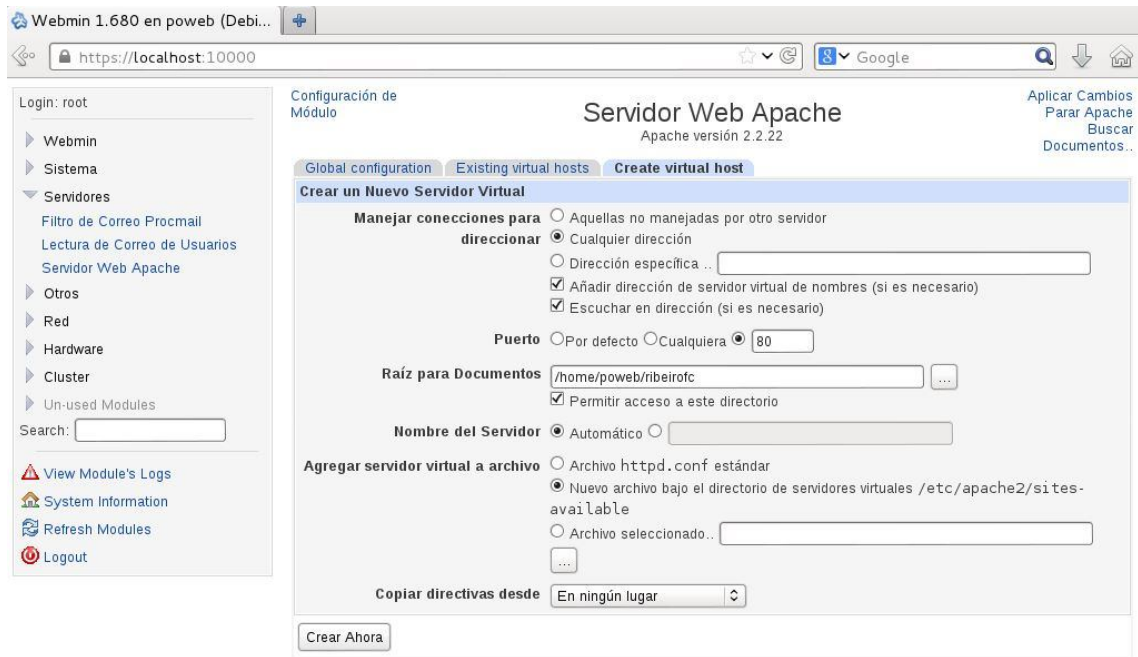 Webmin 1.680 en poweb (Debi...
https://localhost:10000
Google
Login: root
Webmin
Sistema
Servidores
Filtro de Correo Procmail
Lectura de Correo de Usuarios
Servidor Web Apache
Otros
Red
Hardware
Cluster
Un-used Modules
Search:
View Module's Logs
System Information
Refresh Modules
Logout
Configuración de
Módulo
Servidor Web Apache
Apache versión 2.2.22
Aplicar Cambios
Parar Apache
Buscar
Documentos..
Global configuration Existing virtual hosts Create virtual host
Crear un Nuevo Servidor Virtual
Manejar conecciones para Aquellas no manejadas por otro servidor
direccionar Cualquier dirección
Dirección específica ..
Añadir dirección de servidor virtual de nombres (si es necesario)
Escuchar en dirección (si es necesario)
Puerto Por defecto Cualquiera 80
Raíz para Documentos /home/poweb/ribeirofc ...
Permitir acceso a este directorio
Nombre del Servidor Automático
Agregar servidor virtual a archivo Archivo httpd.conf estándar
Nuevo archivo bajo el directorio de servidores virtuales /etc/apache2/sites-
available
Archivo seleccionado..
...
Copiar directivas desde En ningún lugar
Crear Ahora